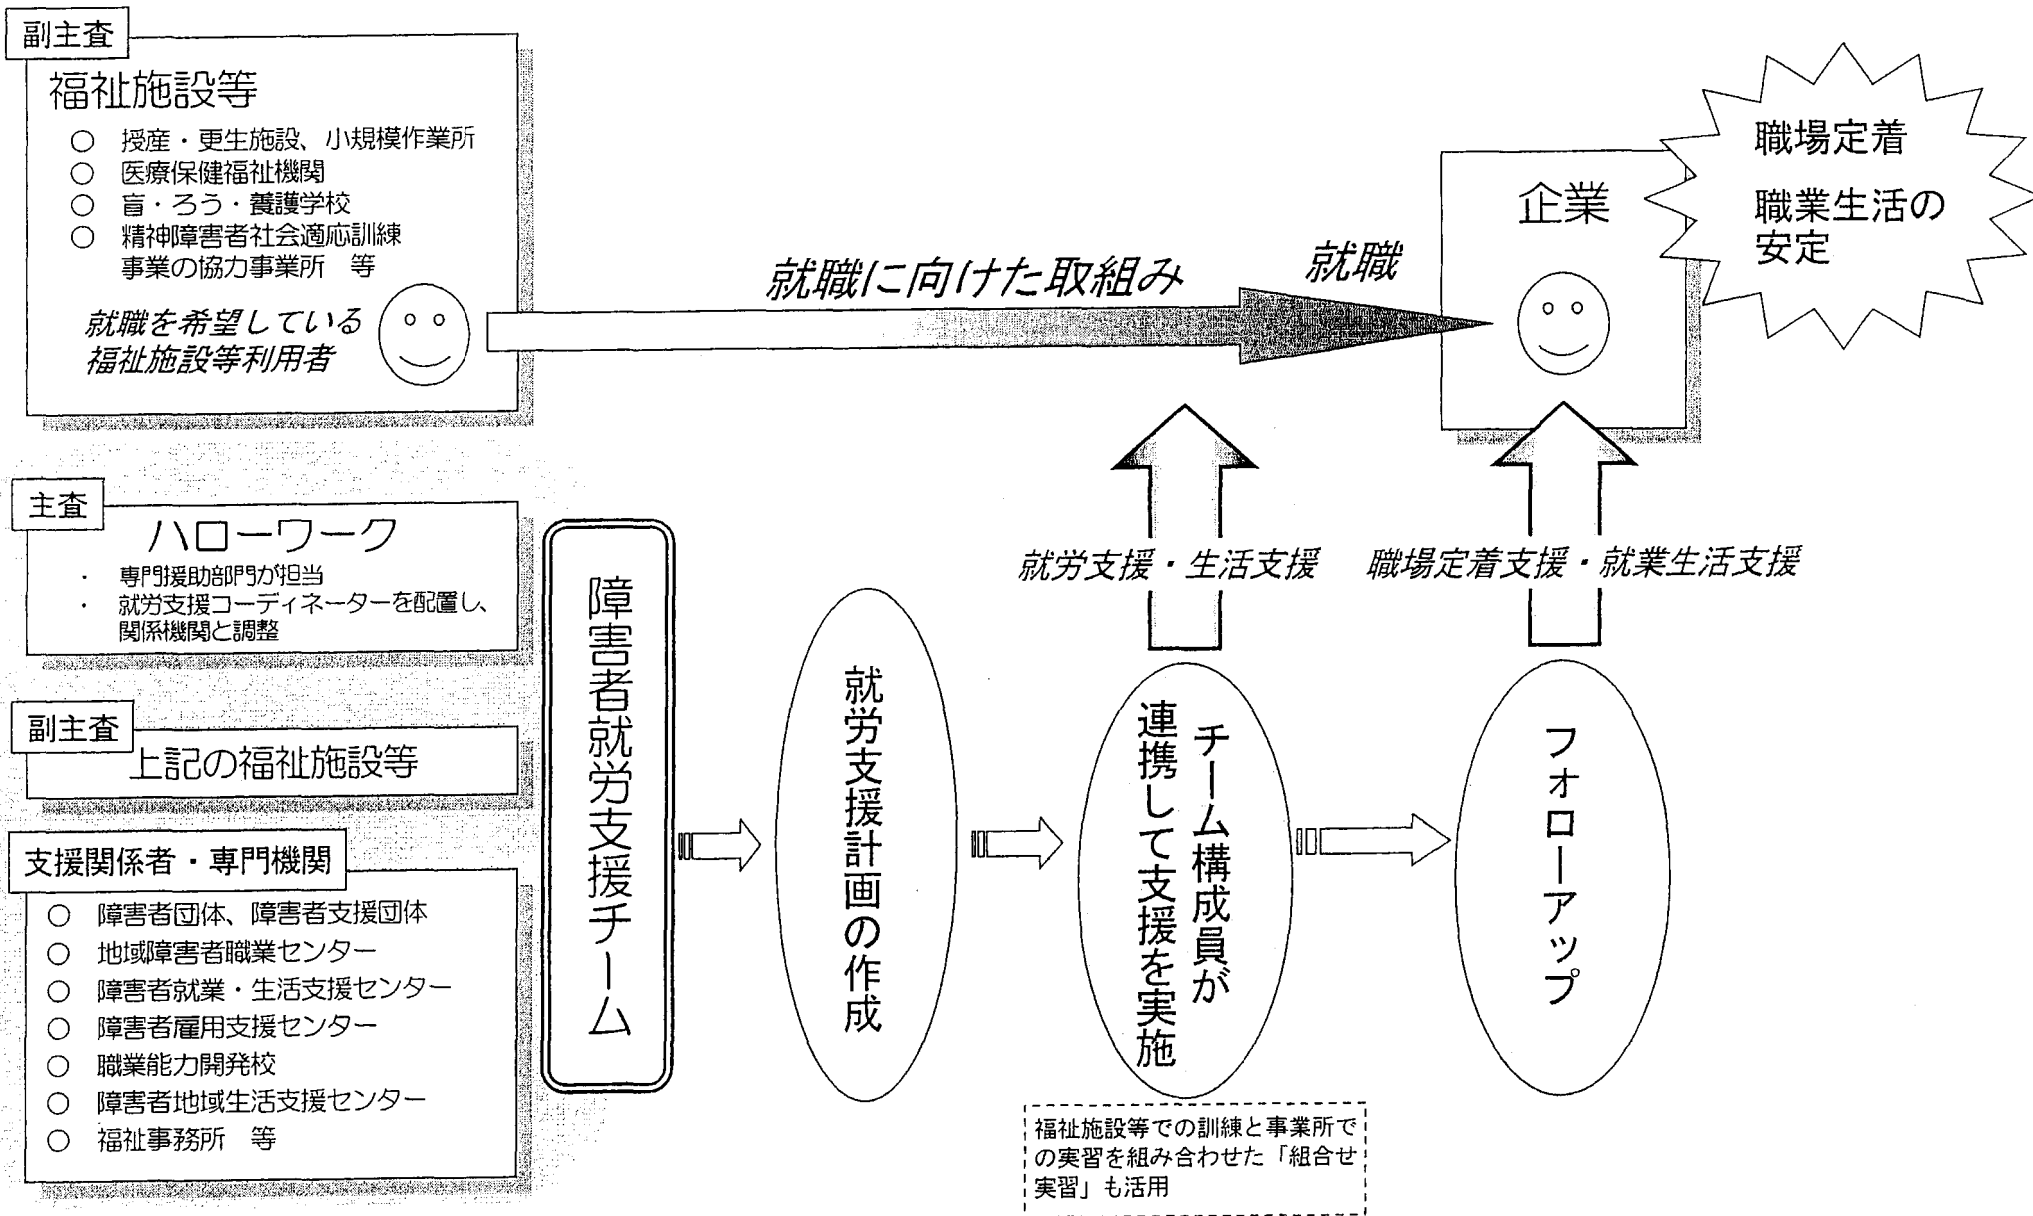 副主査
福祉施設等
○ 授産・更生施設、小規模作業所
○ 医療保健福祉機関
○ 盲・ろう・養護学校
○ 精神障害者社会適応訓練
事業の協力事業所 等
就職を希望している
福祉施設等利用者
就職に向けた取組み
就職
企業
職場定着
職業生活の
安定
主査
ハローワーク
・ 専門援助部門が担当
・ 就労支援コーディネーターを配置し、
関係機関と調整
副主査
上記の福祉施設等
支援関係者・専門機関
○ 障害者団体、障害者支援団体
○ 地域障害者職業センター
○ 障害者就業・生活支援センター
○ 障害者雇用支援センター
○ 職業能力開発校
○ 障害者地域生活支援センター
○ 福祉事務所 等
障害者就労支援チーム
就労支援計画の作成
就労支援・生活支援
チーム構成員が
連携して支援を実施
福祉施設等での訓練と事業所で
の実習を組み合わせた「組合せ
実習」も活用
職場定着支援・就業生活支援
フォローアップ